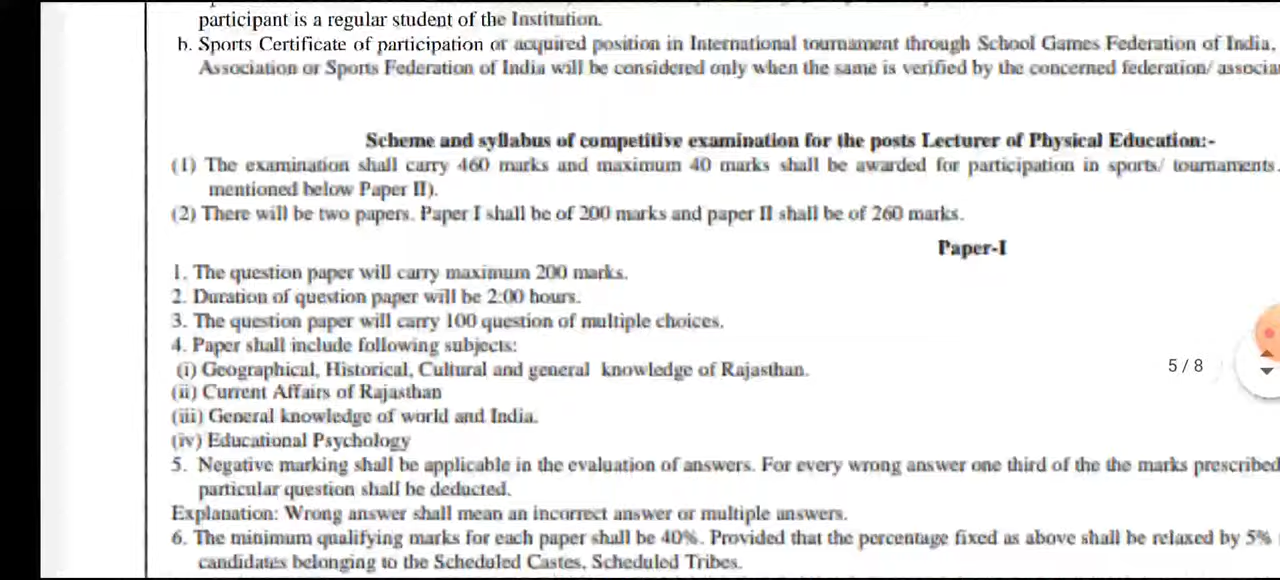 participant is a regular student of the Institution.
b. Sports Certificate of participation or acquired position in International tournament through School Games Federation of India,
Association or Sports Federation of India will be considered only when the same is verified by the concerned federation/
Scheme and syllabus of competitive examination for the posts Lecturer of Physical Education:-
(1) The examination shall carry 460 marks and maximum 40 marks shall be awarded for participation in sports/ tournaments.
mentioned below Paper II).
(2) There will be two papers. Paper I shall be of 200 marks and paper II shall be of 260 marks.
Paper-I
1. The question paper will carry maximum 200 marks.
2. Duration of question paper will be 2:00 hours.
3. The question paper will carry 100 question of multiple choices.
4. Paper shall include following subjects:
(i) Geographical, Historical, Cultural and general knowledge of Rajasthan.
5 / 8
(ii) Current Affairs of Rajasthan
(iii) General knowledge of world and India.
(iv) Educational Psychology
5. Negative marking shall be applicable in the evaluation of answers. For every wrong answer one third of the the marks prescribed
particular question shall be deducted.
Explanation: Wrong answer shall mean an incorrect answer or multiple answers.
6. The minimum qualifying marks for each paper shall be 40%. Provided that the percentage fixed as above shall be relaxed by 5%
candidates belonging to the Scheduled Castes, Scheduled Tribes.